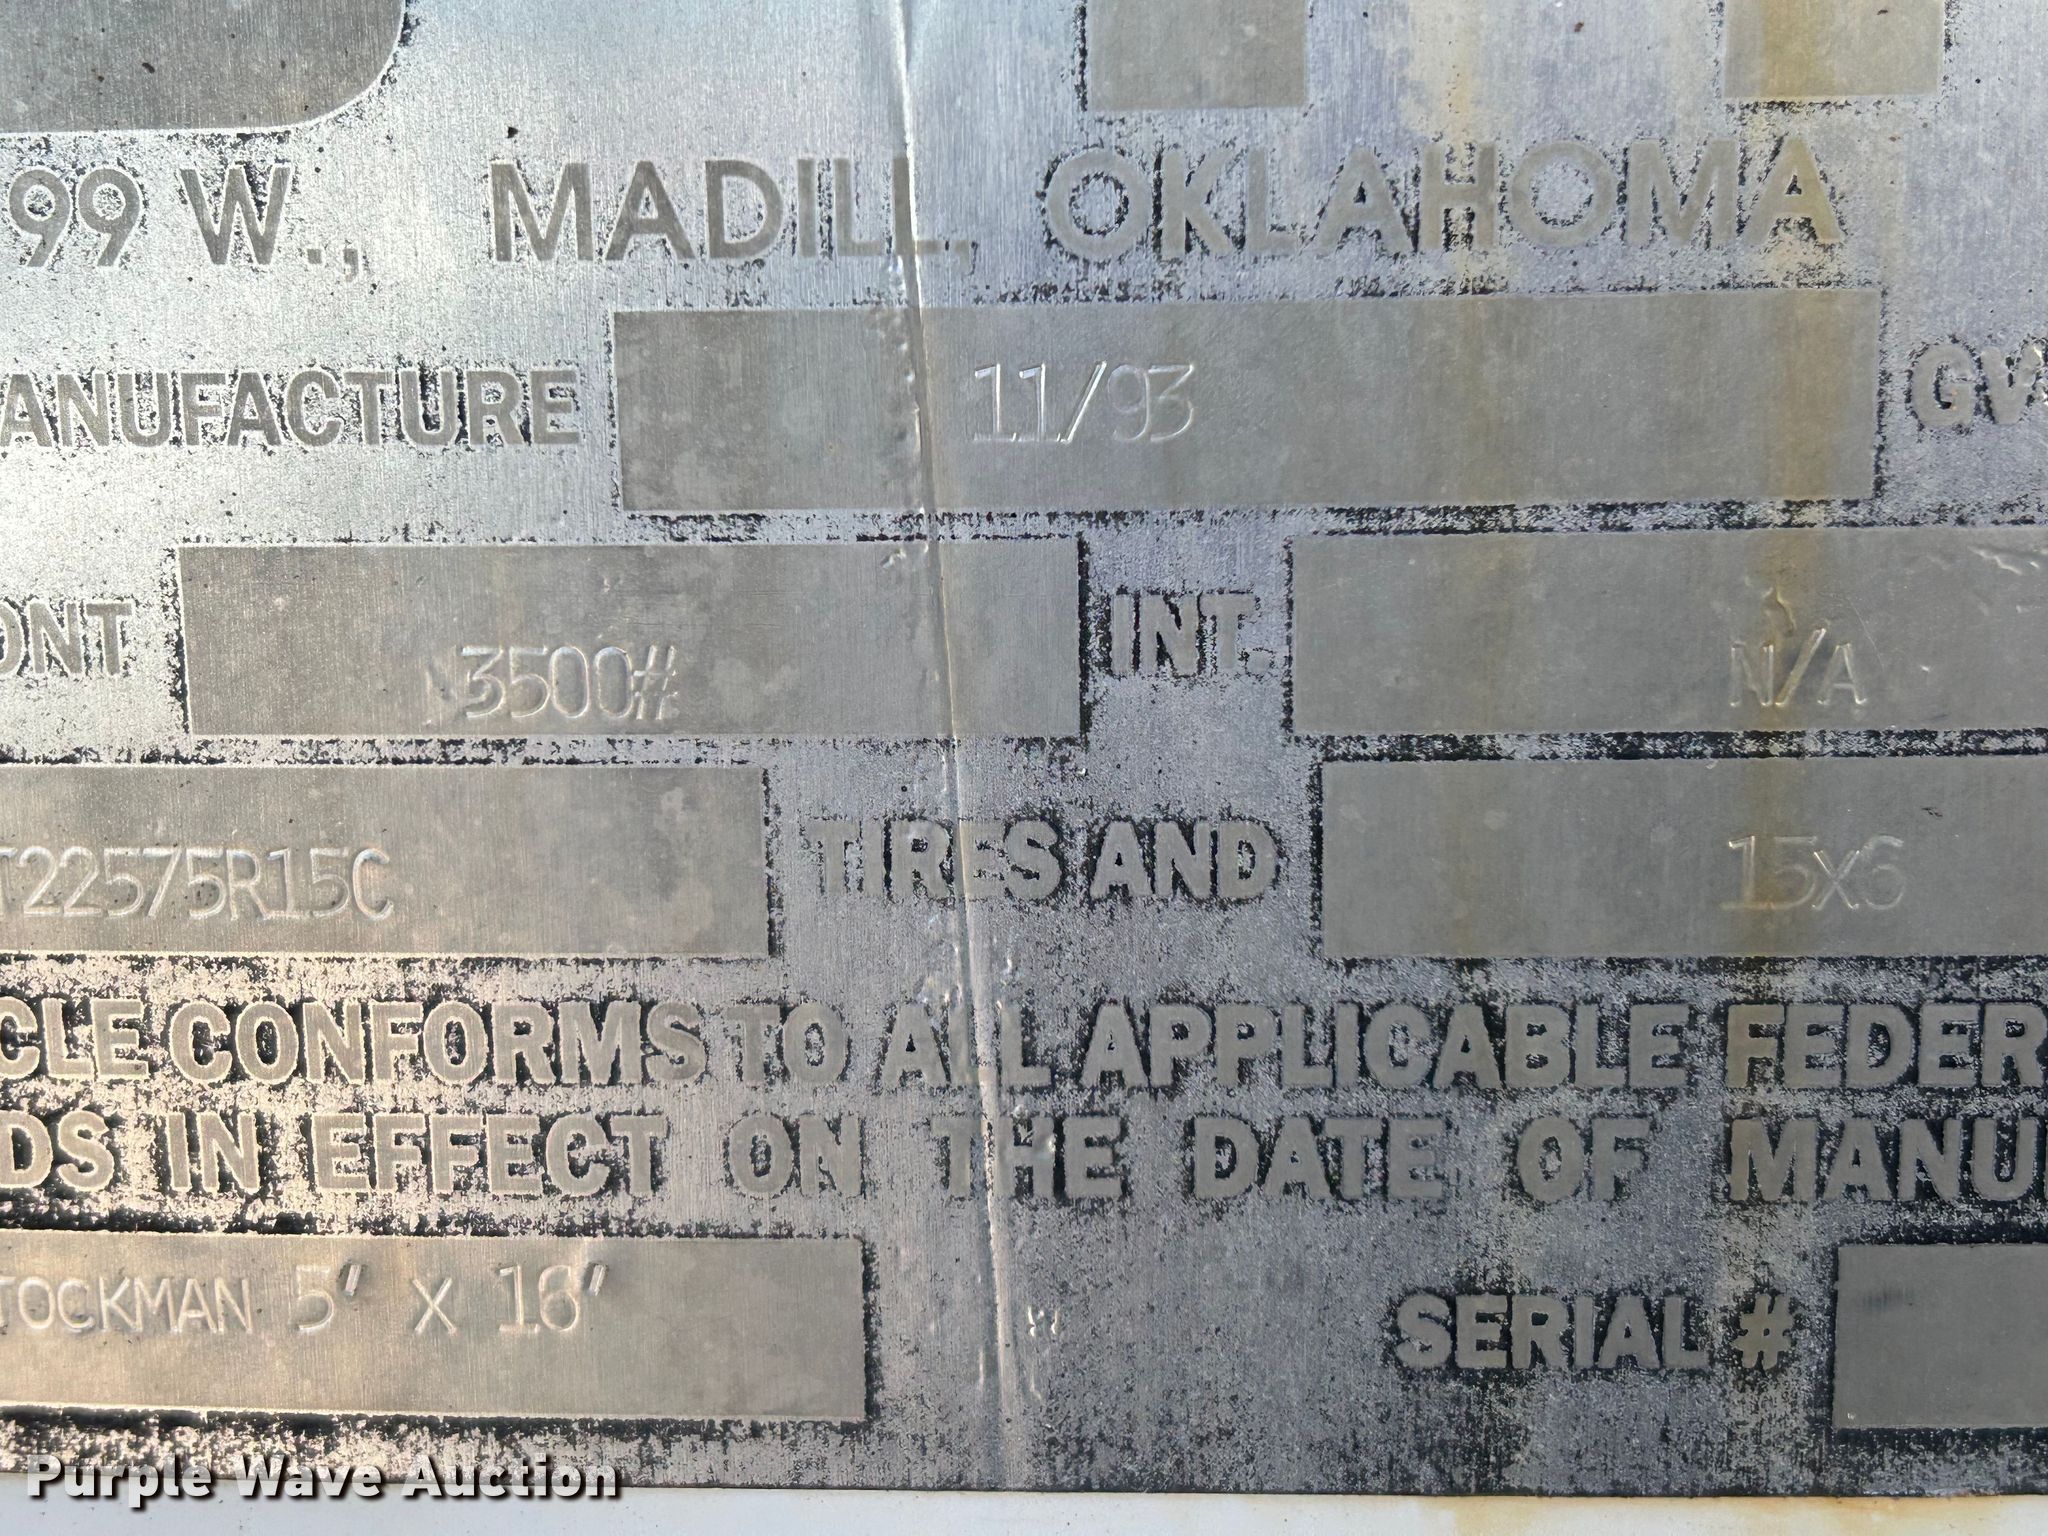 99 W., MADILL, OKLAHOMA
ANUFACTURE 11/93 GV
ONT 3500# INT. N/A
T22575R15C TIRES AND 15X6
CLE CONFORMS TO ALL APPLICABLE FEDER
DS IN EFFECT ON THE DATE OF MANU
TOCKMAN 5' X 16' SERIAL #
Purple Wave Auction